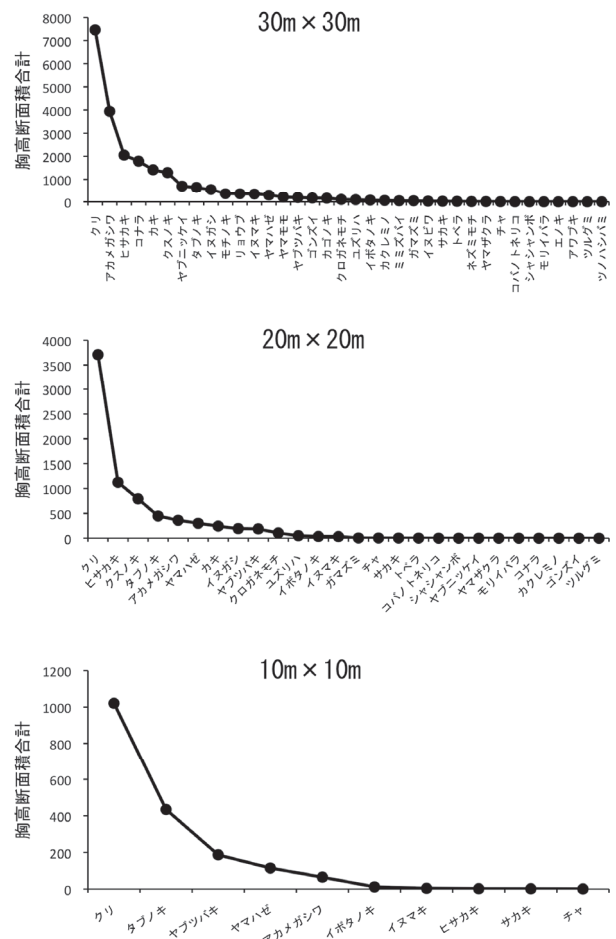 30m×30m
胸高断面積合計
8000
7000
6000
5000
4000
3000
2000
1000
0
クリ
アカメガシワ
ヒサカキ
コナラ
カキ
クスノキ
ヤブニッケイ
タブノキ
イヌガシ
モチノキ
リョウブ
イヌマキ
ヤマハゼ
ヤマモモ
ヤブツバキ
ゴンズイ
カゴノキ
クロガネモチ
ユズリハ
イボタノキ
カクレミノ
ミミズバイ
ガマズミ
イヌビワ
サカキ
トベラ
ネズミモチ
ヤマザクラ
チャ
コバノトネリコ
シャシャンボ
モリイバラ
エノキ
アワブキ
ツルグミ
ツノハシバミ
20m×20m
胸高断面積合計
4000
3500
3000
2500
2000
1500
1000
500
0
クリ
ヒサカキ
クスノキ
タブノキ
アカメガシワ
ヤマハゼ
カキ
イヌガシ
ヤブツバキ
クロガネモチ
ユズリハ
イボタノキ
イヌマキ
ガマズミ
チャ
サカキ
トベラ
コバノトネリコ
シャシャンボ
ヤブニッケイ
ヤマザクラ
モリイバラ
コナラ
カクレミノ
ゴンズイ
ツルグミ
10m×10m
胸高断面積合計
1200
1000
800
600
400
200
0
クリ
タブノキ
ヤブツバキ
ヤマハゼ
アカメガシワ
イボタノキ
イヌマキ
ヒサカキ
サカキ
チャ